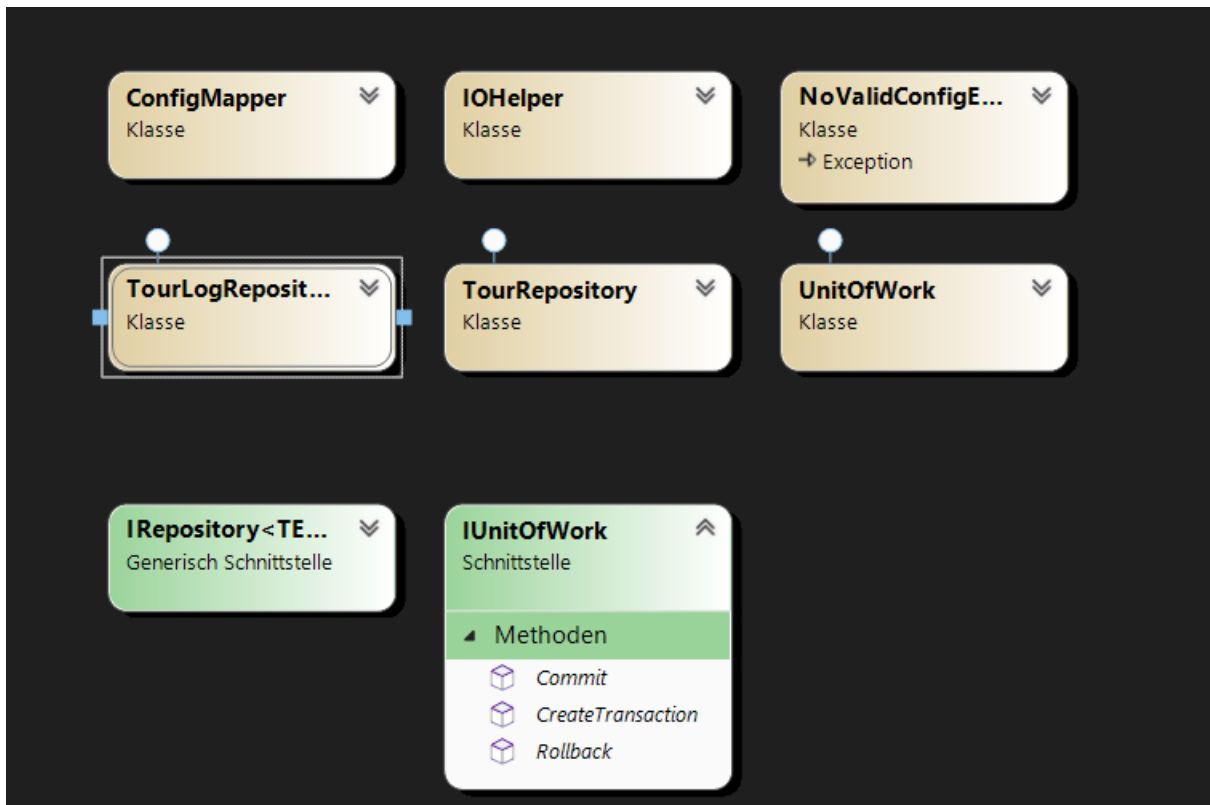 ConfigMapper
Klasse
IOHelper
Klasse
NoValidConfigE...
Klasse
Exception
TourLogReposit...
Klasse
TourRepository
Klasse
UnitOfWork
Klasse
IRepository<TE...
Generisch Schnittstelle
IUnitOfWork
Schnittstelle
Methoden
Commit
CreateTransaction
Rollback